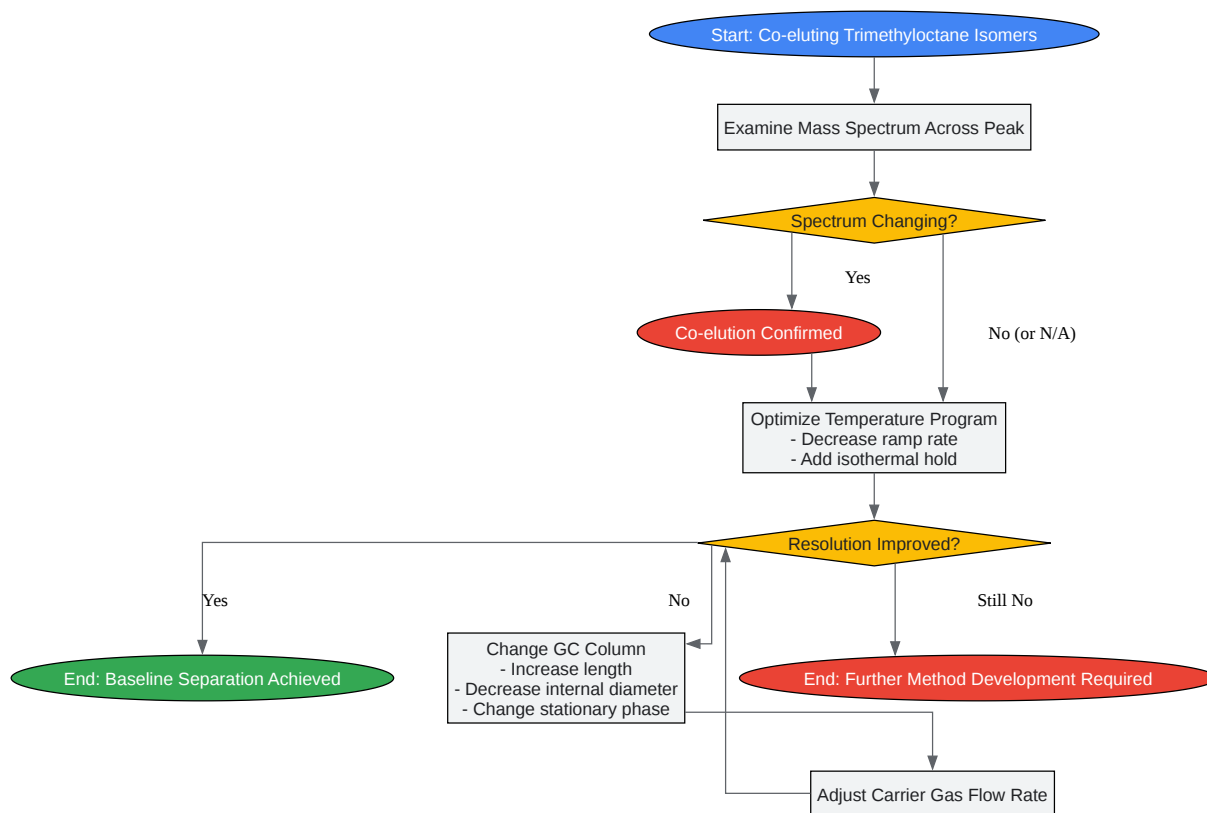 Start: Co-eluting Trimethyloctane Isomers
Examine Mass Spectrum Across Peak
Spectrum Changing?
Yes
Co-elution Confirmed
No (or N/A)
Optimize Temperature Program
- Decrease ramp rate
- Add isothermal hold
Resolution Improved?
Yes
No
Still No
End: Baseline Separation Achieved
Change GC Column
- Increase length
- Decrease internal diameter
- Change stationary phase
End: Further Method Development Required
Adjust Carrier Gas Flow Rate